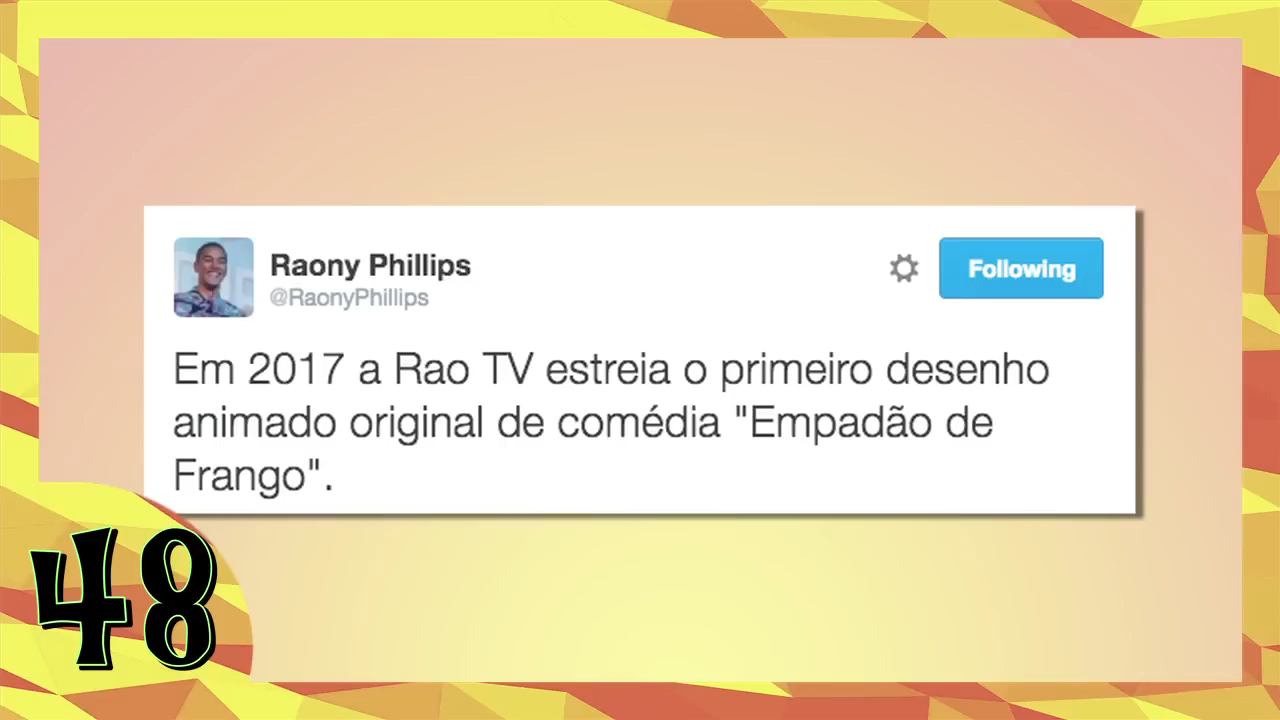 Raony Phillips
@RaonyPhillips
Following
Em 2017 a Rao TV estreia o primeiro desenho
animado original de comédia "Empadão de
Frango".
48